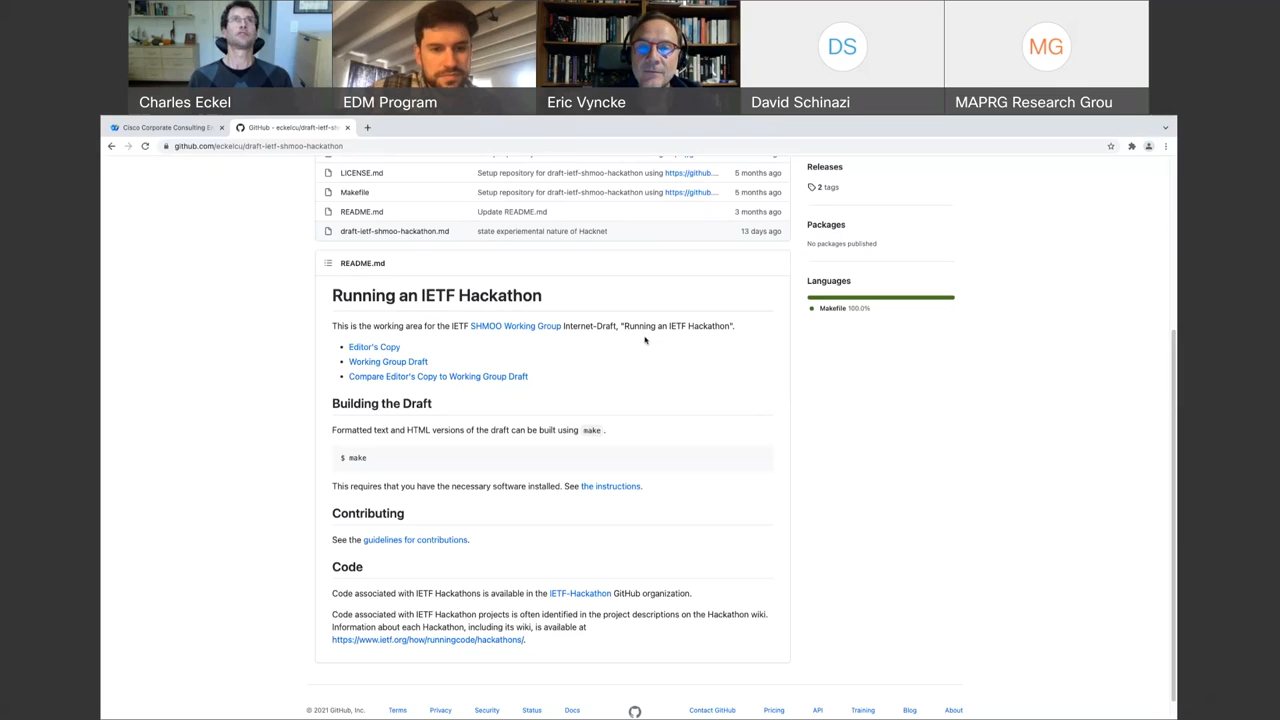 DS
MG
Charles Eckel
EDM Program
Eric Vyncke
David Schinazi
MAPRG Research Grou
Cisco Corporate Consulting E
GitHub - eckelcu/draft-ietf-sh
github.com/eckelcu/draft-ietf-shmoo-hackathon
LICENSE.md Setup repository for draft-ietf-shmoo-hackathon using https://github.... 5 months ago
Makefile Setup repository for draft-ietf-shmoo-hackathon using https://github.... 5 months ago
README.md Update README.md 3 months ago
draft-ietf-shmoo-hackathon.md state experiemental nature of Hacknet 13 days ago
Releases
2 tags
Packages
No packages published
Languages
Makefile 100.0%
README.md
Running an IETF Hackathon
This is the working area for the IETF SHMOO Working Group Internet-Draft, "Running an IETF Hackathon".
• Editor's Copy
• Working Group Draft
• Compare Editor's Copy to Working Group Draft
Building the Draft
Formatted text and HTML versions of the draft can be built using make .
$ make
This requires that you have the necessary software installed. See the instructions.
Contributing
See the guidelines for contributions.
Code
Code associated with IETF Hackathons is available in the IETF-Hackathon GitHub organization.
Code associated with IETF Hackathon projects is often identified in the project descriptions on the Hackathon wiki.
Information about each Hackathon, including its wiki, is available at
https://www.ietf.org/how/runningcode/hackathons/.
© 2021 GitHub, Inc. Terms Privacy Security Status Docs Contact GitHub Pricing API Training Blog About